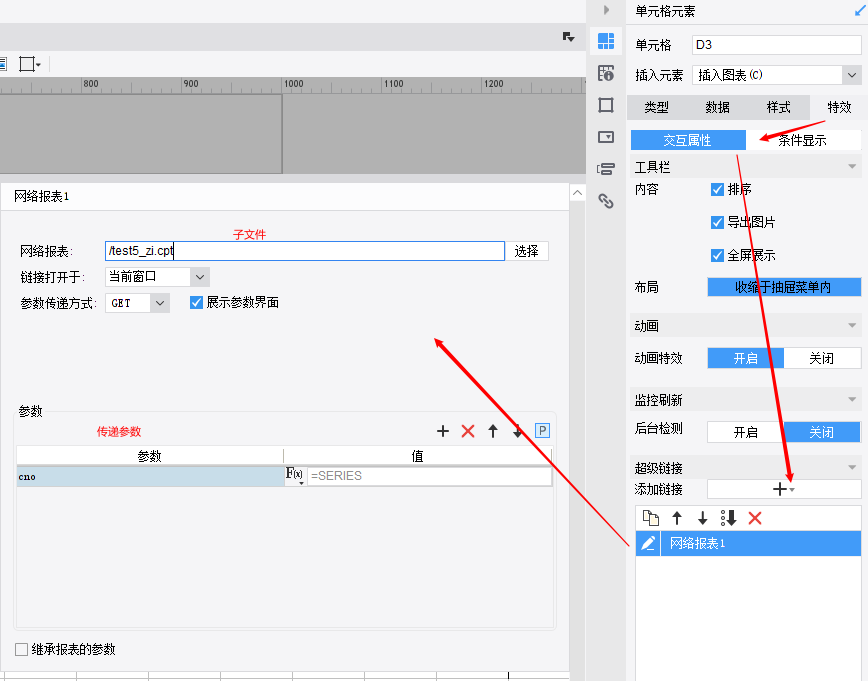 800 900 1000 1100 1200
网络报表1
子文件
网络报表: /test5_zi.cpt 选择
链接打开于: 当前窗口
参数传递方式: GET 展示参数界面
参数
传递参数
P
参数 值
cno F(x) =SERIES
继承报表的参数
单元格元素
单元格 D3
插入元素 插入图表(C)
类型 数据 样式 特效
交互属性 条件显示
工具栏
内容 排序
导出图片
全屏展示
布局 收缩于抽屉菜单内
动画
动画特效 开启 关闭
监控刷新
后台检测 开启 关闭
超级链接
添加链接
网络报表1